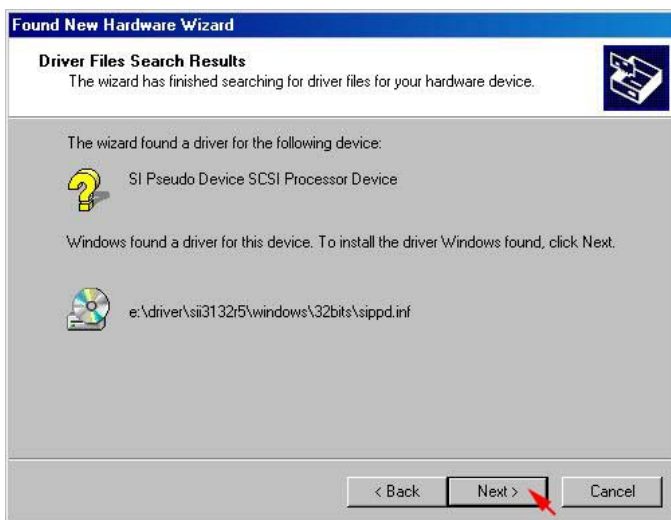 Found New Hardware Wizard
Driver Files Search Results
The wizard has finished searching for driver files for your hardware device.
The wizard found a driver for the following device:
SI Pseudo Device SCSI Processor Device
Windows found a driver for this device. To install the driver Windows found, click Next.
e:\driver\sii3132r5\windows\32bits\sippd.inf
< Back Next > Cancel